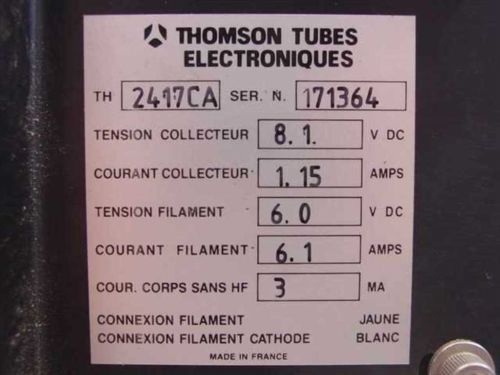 THOMSON TUBES
ELECTRONIQUES
TH 2417CA SER. N. 171364
TENSION COLLECTEUR 8.1. V DC
COURANT COLLECTEUR 1.15 AMPS
TENSION FILAMENT 6.0 V DC
COURANT FILAMENT 6.1 AMPS
COUR. CORPS SANS HF 3 MA
CONNEXION FILAMENT JAUNE
CONNEXION FILAMENT CATHODE BLANC
MADE IN FRANCE